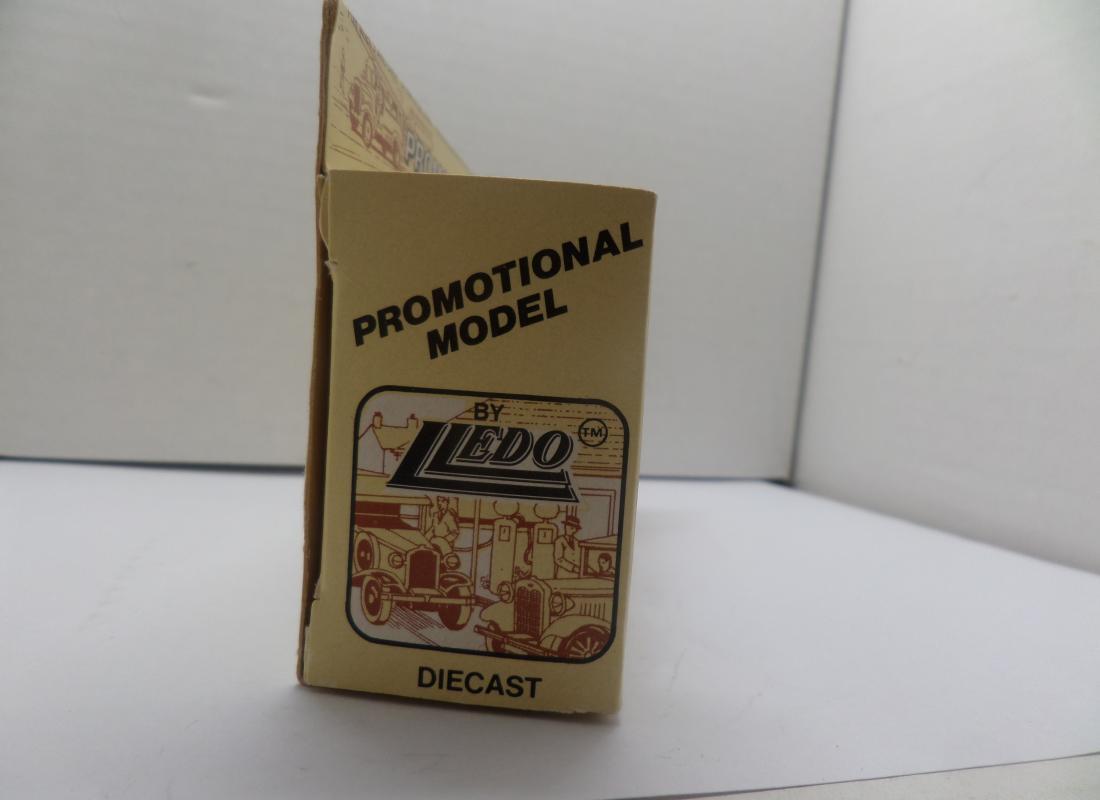 PROMOTIONAL
MODEL
BY
LLEDO TM
DIECAST